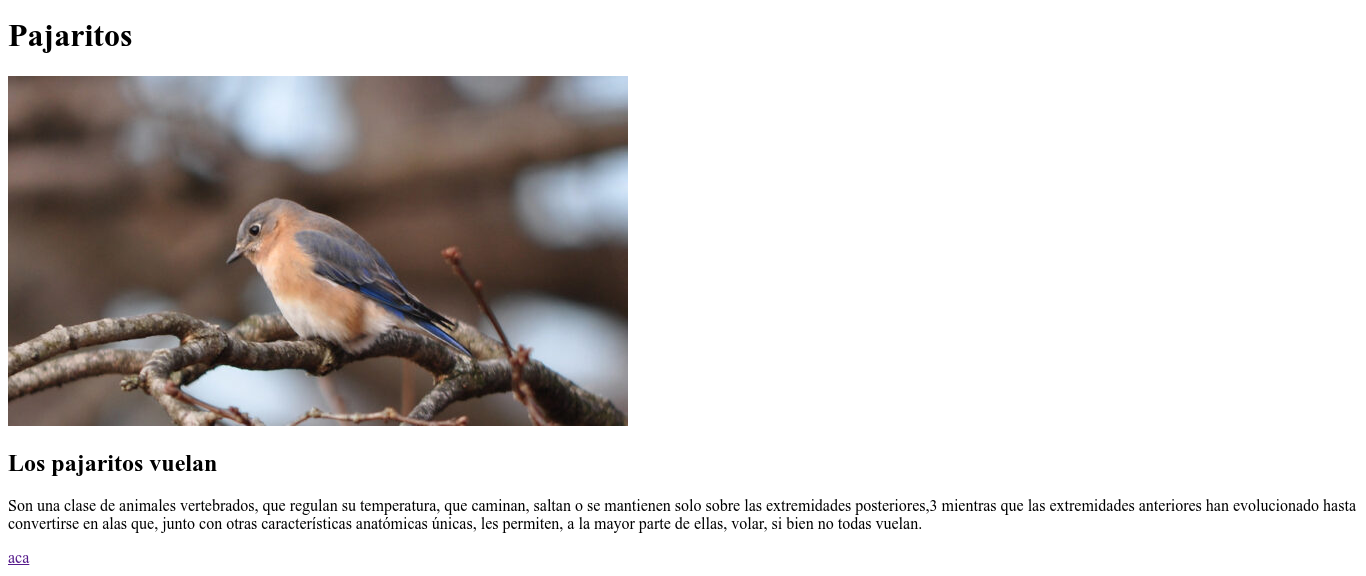 Pajaritos
Los pajaritos vuelan
Son una clase de animales vertebrados, que regulan su temperatura, que caminan, saltan o se mantienen solo sobre las extremidades posteriores,3 mientras que las extremidades anteriores han evolucionado hasta
convertirse en alas que, junto con otras características anatómicas únicas, les permiten, a la mayor parte de ellas, volar, si bien no todas vuelan.
aca